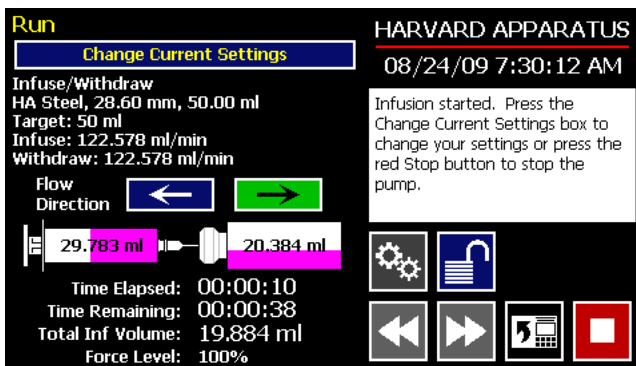 Run
Change Current Settings
Infuse/Withdraw
HA Steel, 28.60 mm, 50.00 ml
Target: 50 ml
Infuse: 122.578 ml/min
Withdraw: 122.578 ml/min
Flow
Direction
29.783 ml
20.384 ml
Time Elapsed: 00:00:10
Time Remaining: 00:00:38
Total Inf Volume: 19.884 ml
Force Level: 100%
HARVARD APPARATUS
08/24/09 7:30:12 AM
Infusion started. Press the
Change Current Settings box to
change your settings or press the
red Stop button to stop the
pump.